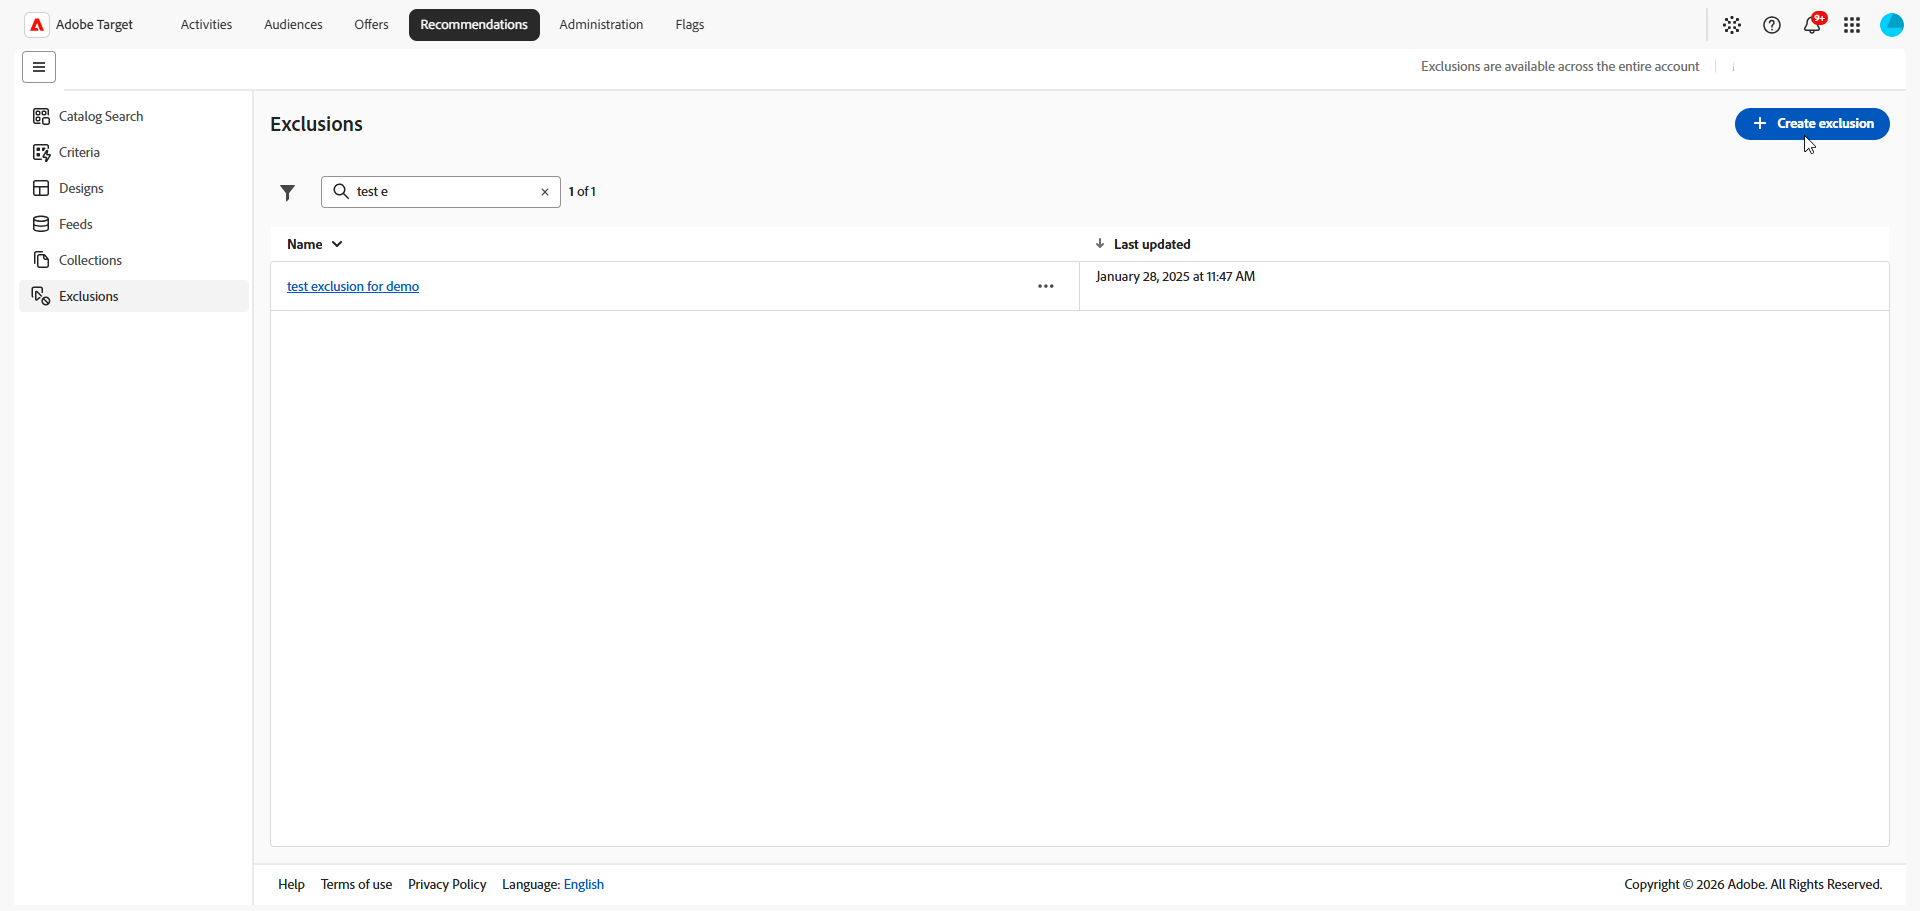 Adobe Target
Activities
Audiences
Offers
Recommendations
Administration
Flags
9+
Exclusions are available across the entire account
Catalog Search
Criteria
Designs
Feeds
Collections
Exclusions
Exclusions
Create exclusion
test e
1 of 1
Name
Last updated
test exclusion for demo
January 28, 2025 at 11:47 AM
Help
Terms of use
Privacy Policy
Language: English
Copyright © 2026 Adobe. All Rights Reserved.